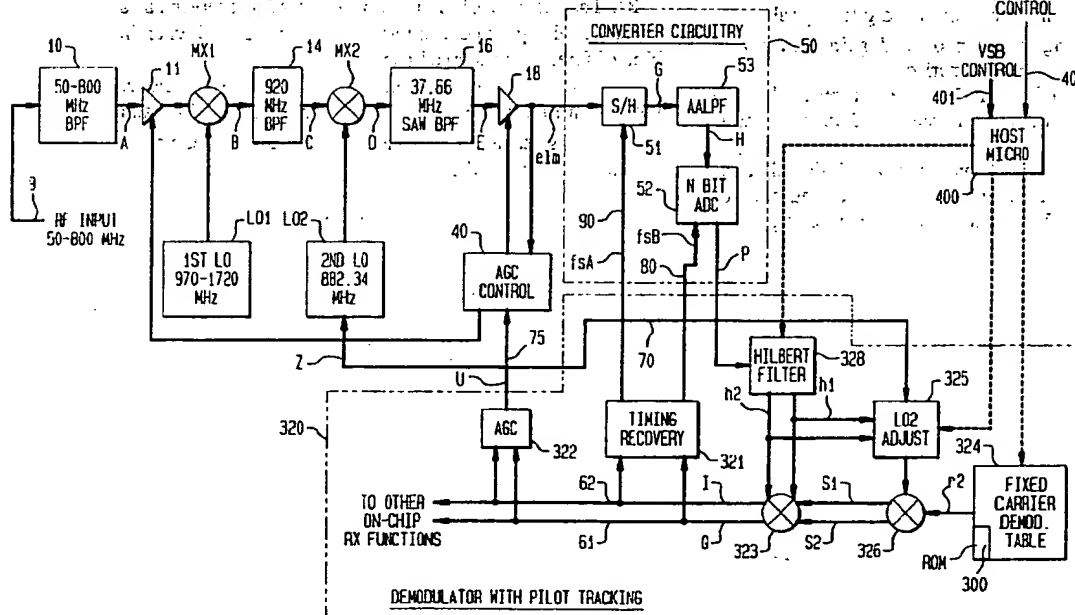 CONTROL
CONVERTER CIRCUITRY
50
10
11
MX1
14
MX2
16
18
53
VSB
CONTROL
401
40
50-800
MHz
BPF
920
MHz
BPF
37.66
MHz
SAW BPF
S/H
51
G
AALPF
H
HOST
MICRO
400
A
B
C
D
E
elm
52
N BIT
ADC
9
RF INPUT
50-800 MHz
LO1
LO2
1ST LO
970-1720
MHz
2ND LO
882.34
MHz
40
AGC
CONTROL
90
fsA
fsB
80
P
70
Z
75
U
HILBERT
FILTER
328
h2
h1
325
LO2
ADJUST
320
AGC
322
TIMING
RECOVERY
321
324
FIXED
CARRIER
DEMOD.
TABLE
r2
TO OTHER
ON-CHIP
RX FUNCTIONS
62
I
S1
61
G
323
S2
326
ROM
300
DEMODULATOR WITH PILOT TRACKING